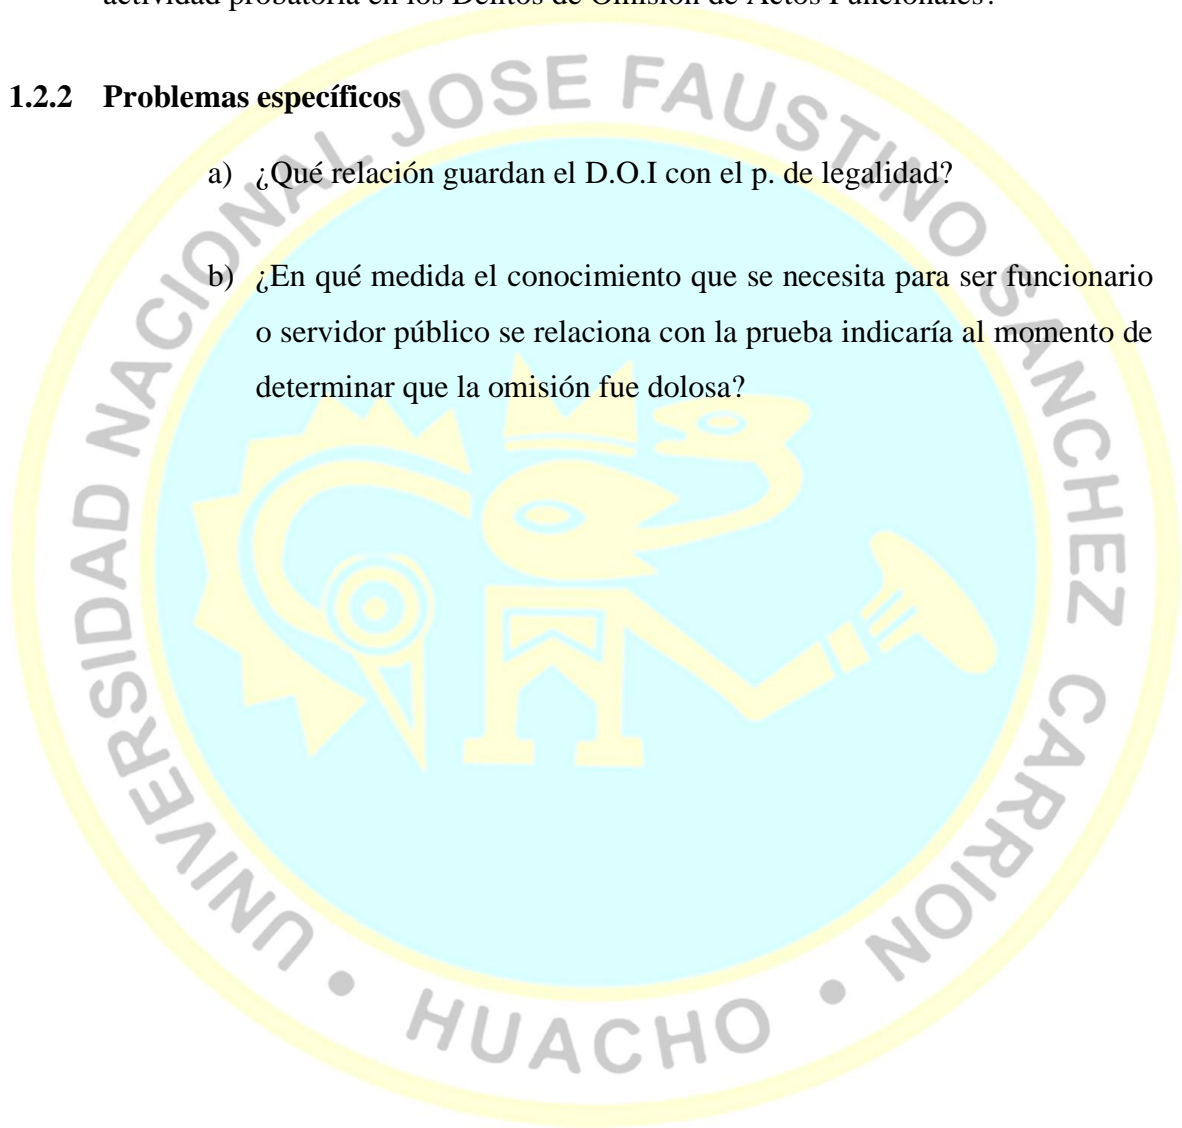 actividad probatoria en los Delitos de Omisión de Actos Funcionales?
1.2.2 Problemas específicos
a) ¿Qué relación guardan el D.O.I con el p. de legalidad?
b) ¿En qué medida el conocimiento que se necesita para ser funcionario
o servidor público se relaciona con la prueba indicaría al momento de
determinar que la omisión fue dolosa?
UNIVERSIDAD NACIONAL JOSE FAUSTINO SANCHEZ CARRION
• HUACHO •